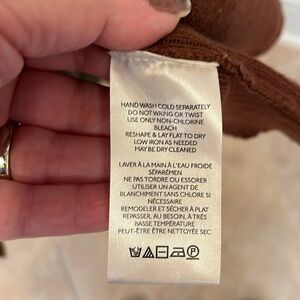 HAND WASH COLD SEPARATELY
DO NOT WRING OR TWIST
USE ONLY NON-CHLORINE
BLEACH
RESHAPE & LAY FLAT TO DRY
LOW IRON AS NEEDED
MAY BE DRY CLEANED
LAVER À LA MAIN À L'EAU FROIDE
SÉPARÉMEN
NE PAS TORDRE OU ESSORER
UTILISER UN AGENT DE
BLANCHIMENT SANS CHLORE SI
NÉCESSAIRE
REMODELER ET SÉCHER À PLAT
REPASSER, AU BESOIN, À TRÈS
BASSE TEMPÉRATURE
PEUT-ÊTRE ÊTRE NETTOYÉE SEC
P